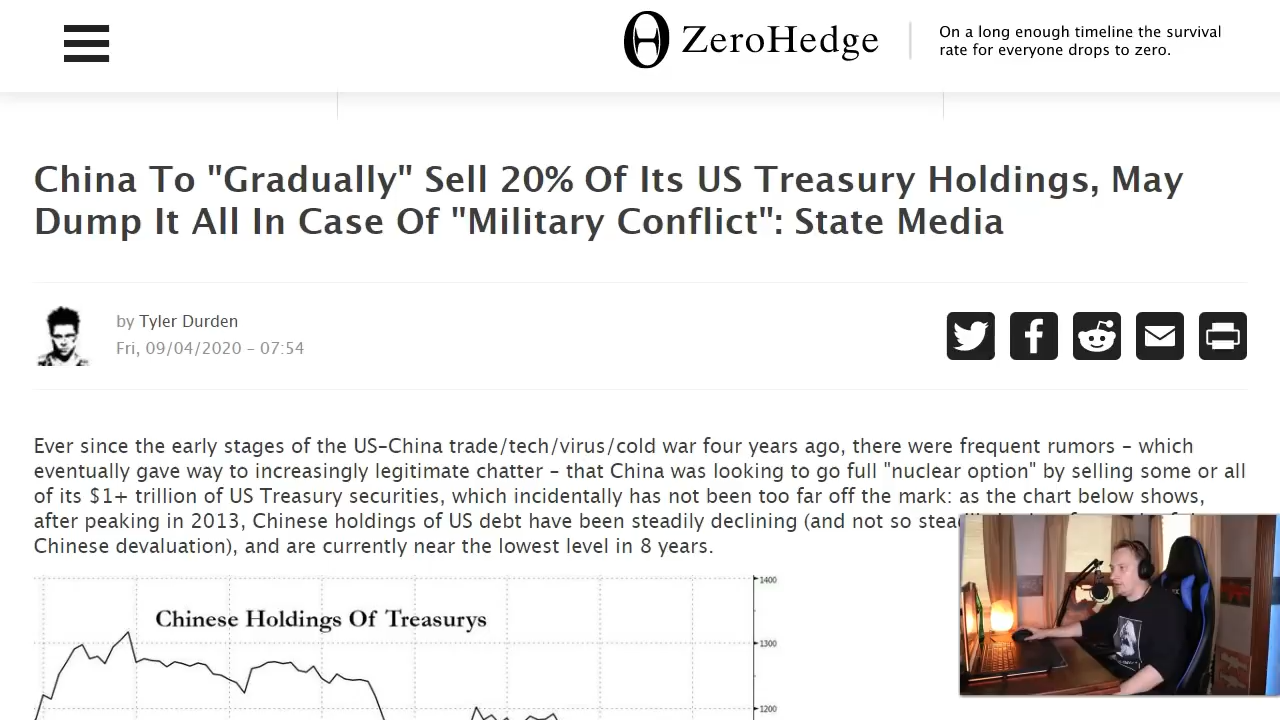 ZeroHedge
On a long enough timeline the survival
rate for everyone drops to zero.
China To "Gradually" Sell 20% Of Its US Treasury Holdings, May
Dump It All In Case Of "Military Conflict": State Media
by Tyler Durden
Fri, 09/04/2020 - 07:54
Ever since the early stages of the US-China trade/tech/virus/cold war four years ago, there were frequent rumors - which
eventually gave way to increasingly legitimate chatter - that China was looking to go full "nuclear option" by selling some or all
of its $1+ trillion of US Treasury securities, which incidentally has not been too far off the mark: as the chart below shows,
after peaking in 2013, Chinese holdings of US debt have been steadily declining (and not so
Chinese devaluation), and are currently near the lowest level in 8 years.
1400
Chinese Holdings Of Treasurys
1300
1200